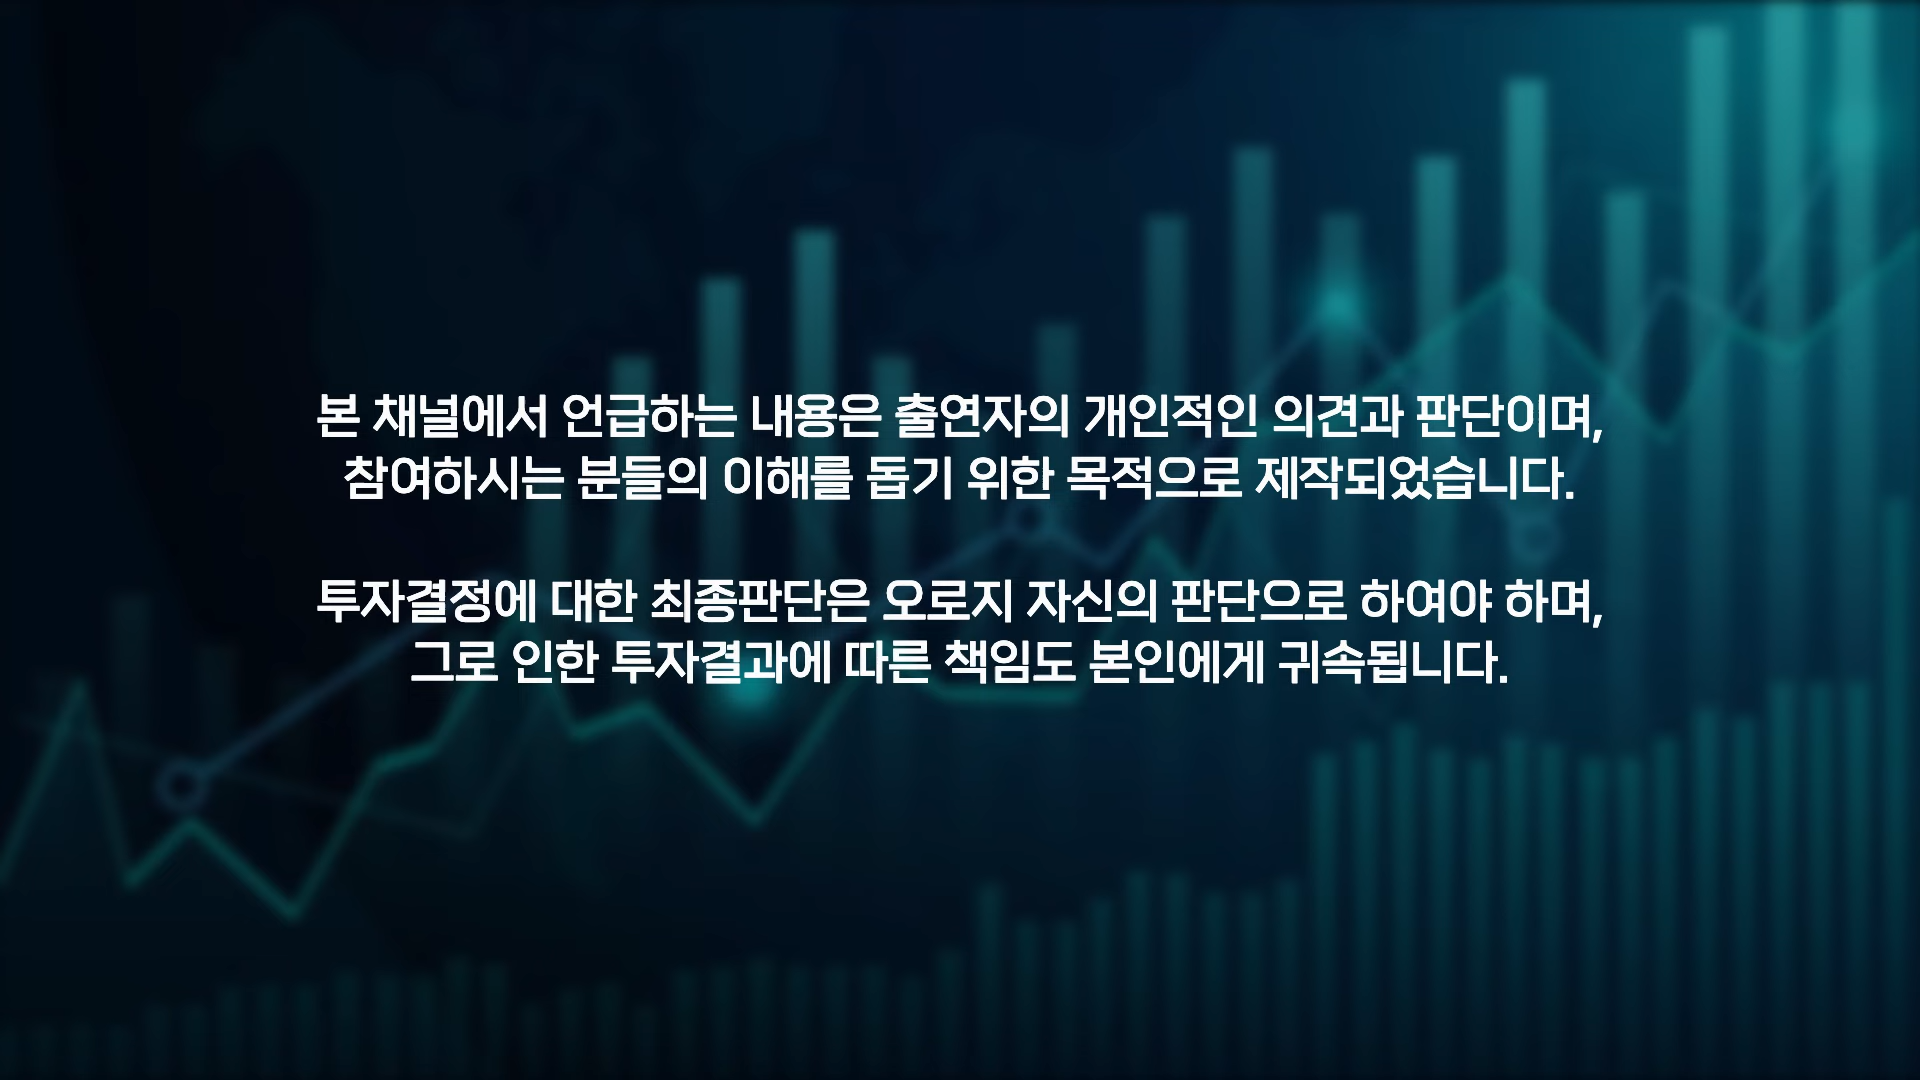 본 채널에서 언급하는 내용은 출연자의 개인적인 의견과 판단이며,
참여하시는 분들의 이해를 돕기 위한 목적으로 제작되었습니다.
투자결정에 대한 최종판단은 오로지 자신의 판단으로 하여야 하며,
그로 인한 투자결과에 따른 책임도 본인에게 귀속됩니다.